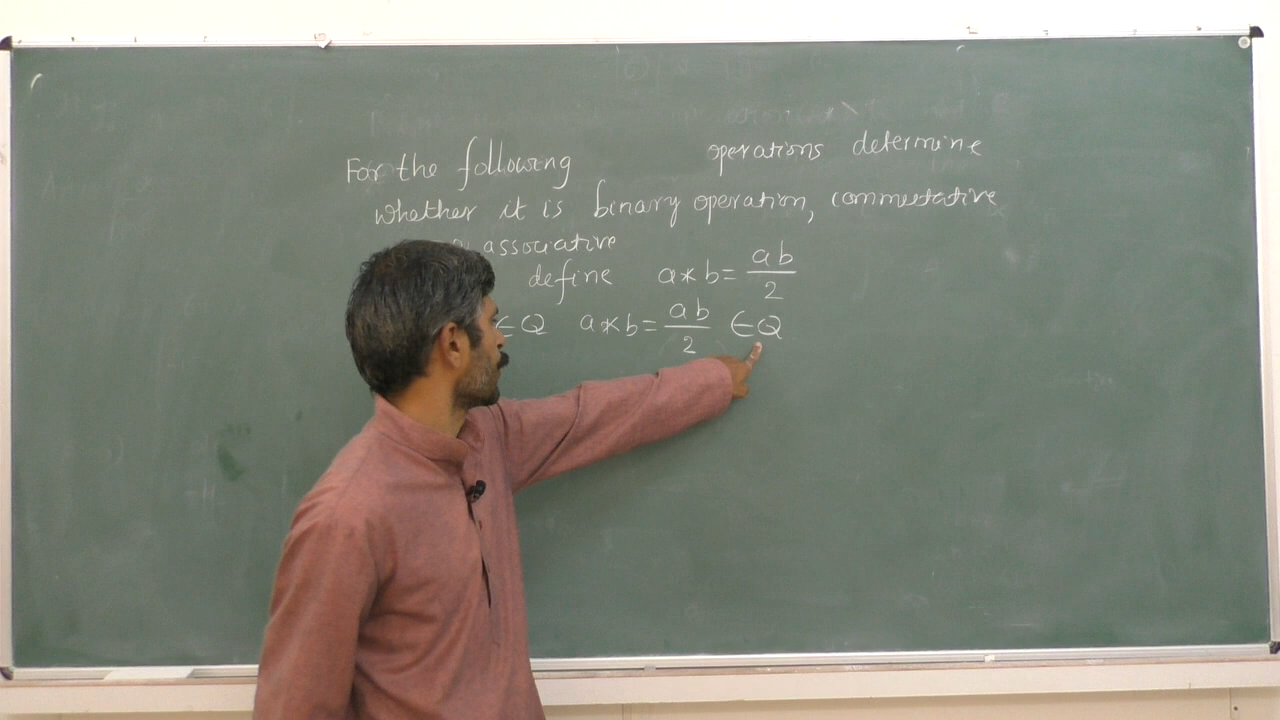 For the following operations determine
whether it is binary operation, commutative
associative
define a*b = ab/2
∈ Q a*b = ab/2 ∈ Q